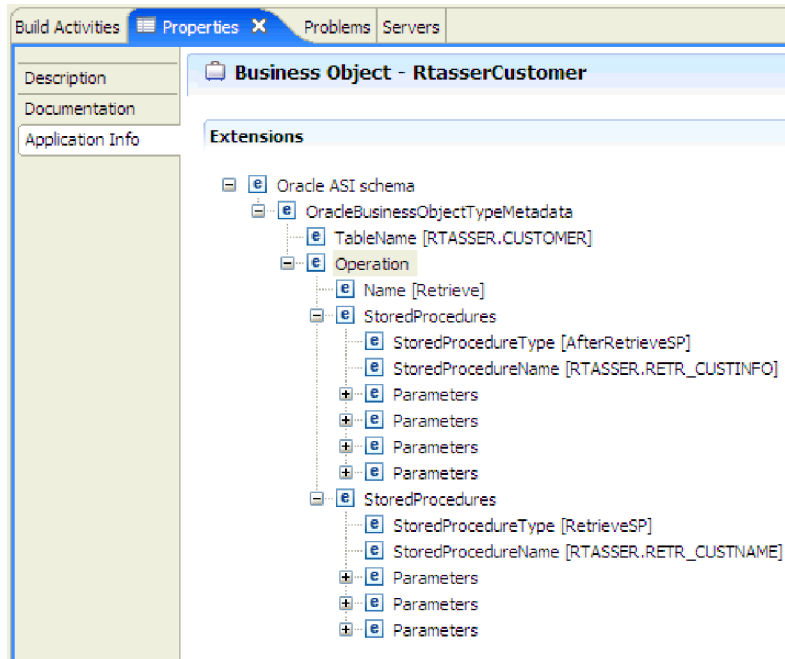 Build Activities Properties Problems Servers
Business Object - RtasserCustomer
Description
Documentation
Application Info
Extensions
Oracle ASI schema
OracleBusinessObjectTypeMetadata
TableName [RTASSER.CUSTOMER]
Operation
Name [Retrieve]
StoredProcedures
StoredProcedureType [AfterRetrieveSP]
StoredProcedureName [RTASSER.RETR_CUSTINFO]
Parameters
Parameters
Parameters
Parameters
StoredProcedures
StoredProcedureType [RetrieveSP]
StoredProcedureName [RTASSER.RETR_CUSTNAME]
Parameters
Parameters
Parameters